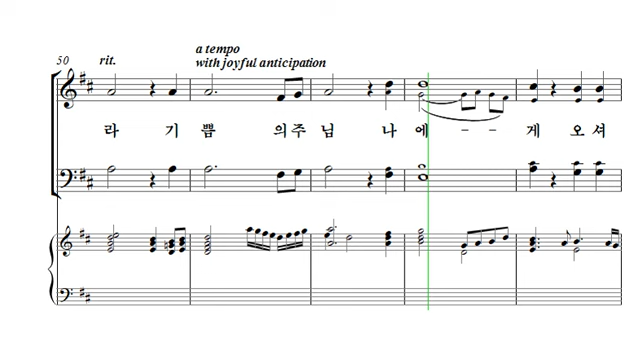 50
rit.
a tempo
with joyful anticipation
라 기 쁨 의 주 님 나 에 - - 게 오 셔